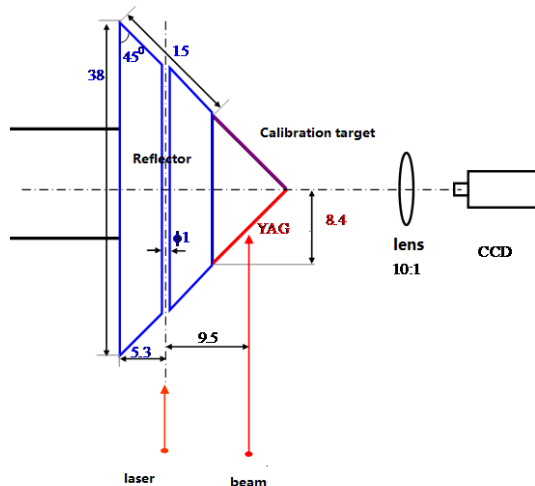 15
45°
38
Calibration target
Reflector
8.4
YAG
ϕ1
lens
10:1
CCD
9.5
5.3
laser
beam